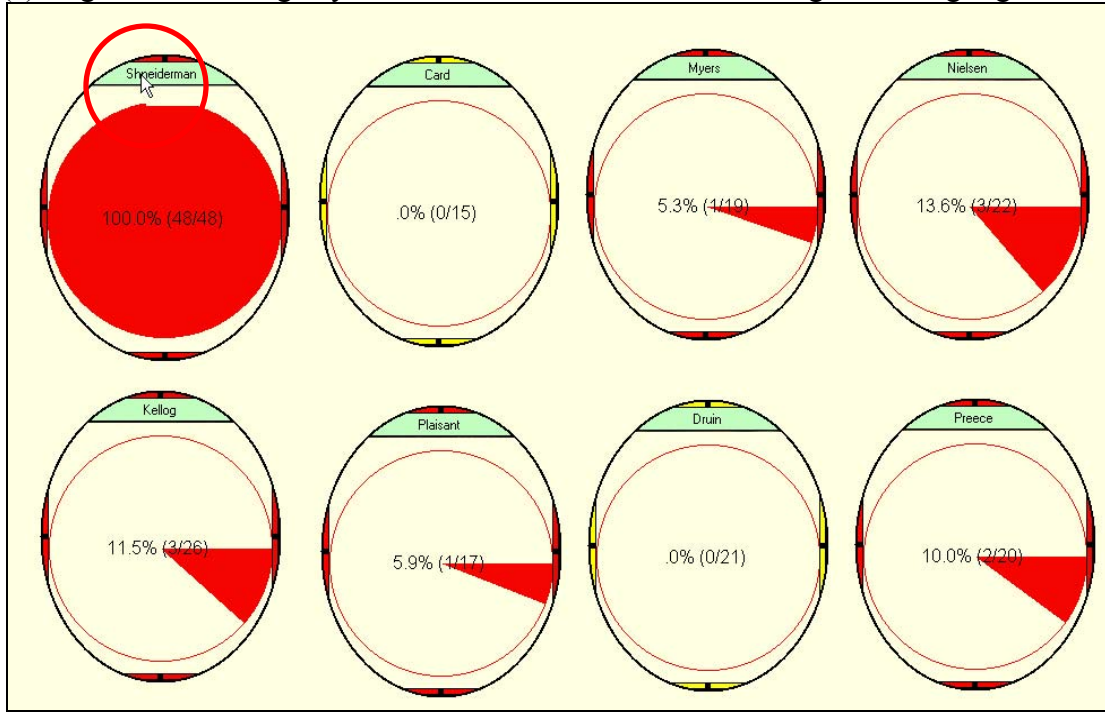 Shneiderman
Card
Myers
Nielsen
100.0% (48/48)
.0% (0/15)
5.3% (1/19)
13.6% (3/22)
Kellog
Plaisant
Druin
Preece
11.5% (3/26)
5.9% (1/17)
.0% (0/21)
10.0% (2/20)